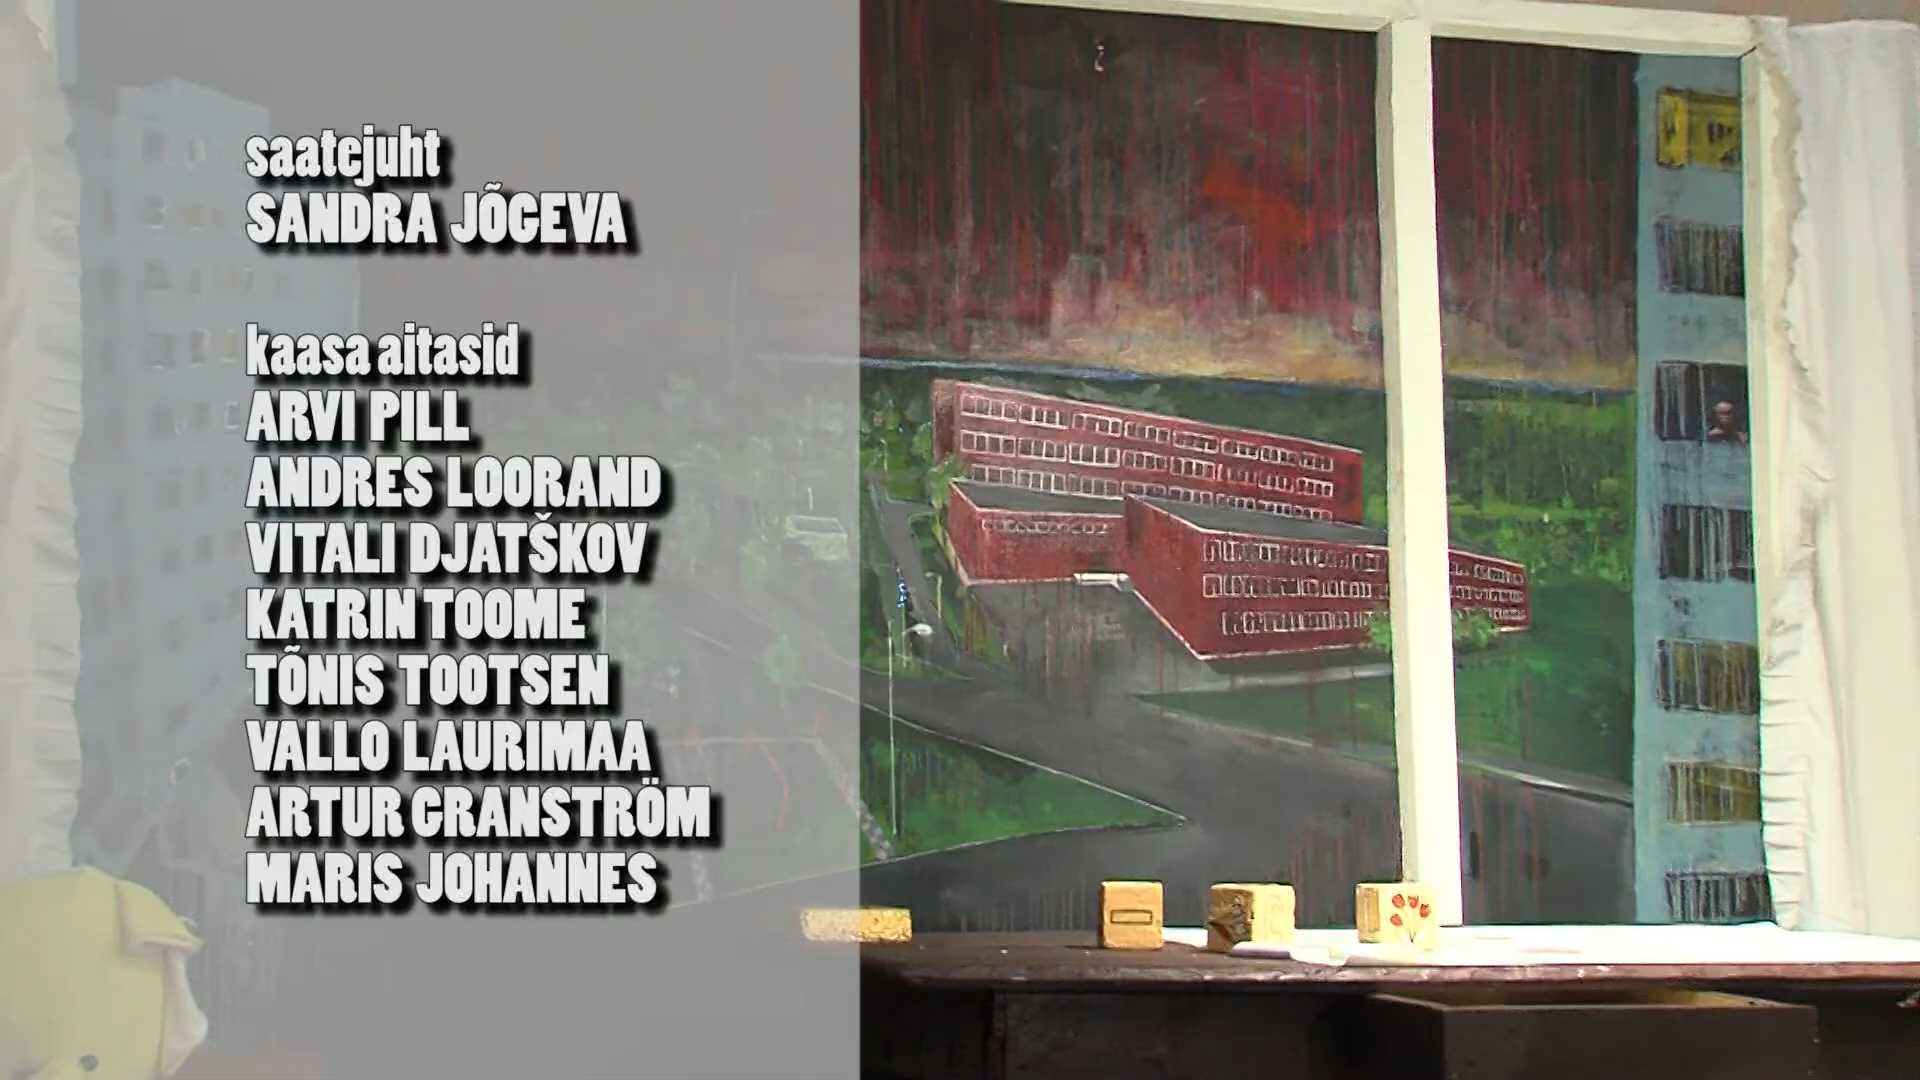 saatejuht
SANDRA JÕGEVA
kaasa aitasid
ARVI PILL
ANDRES LOORAND
VITALI DJATŠKOV
KATRIN TOOME
TÕNIS TOOTSEN
VALLO LAURIMAA
ARTUR GRANSTRÖM
MARIS JOHANNES